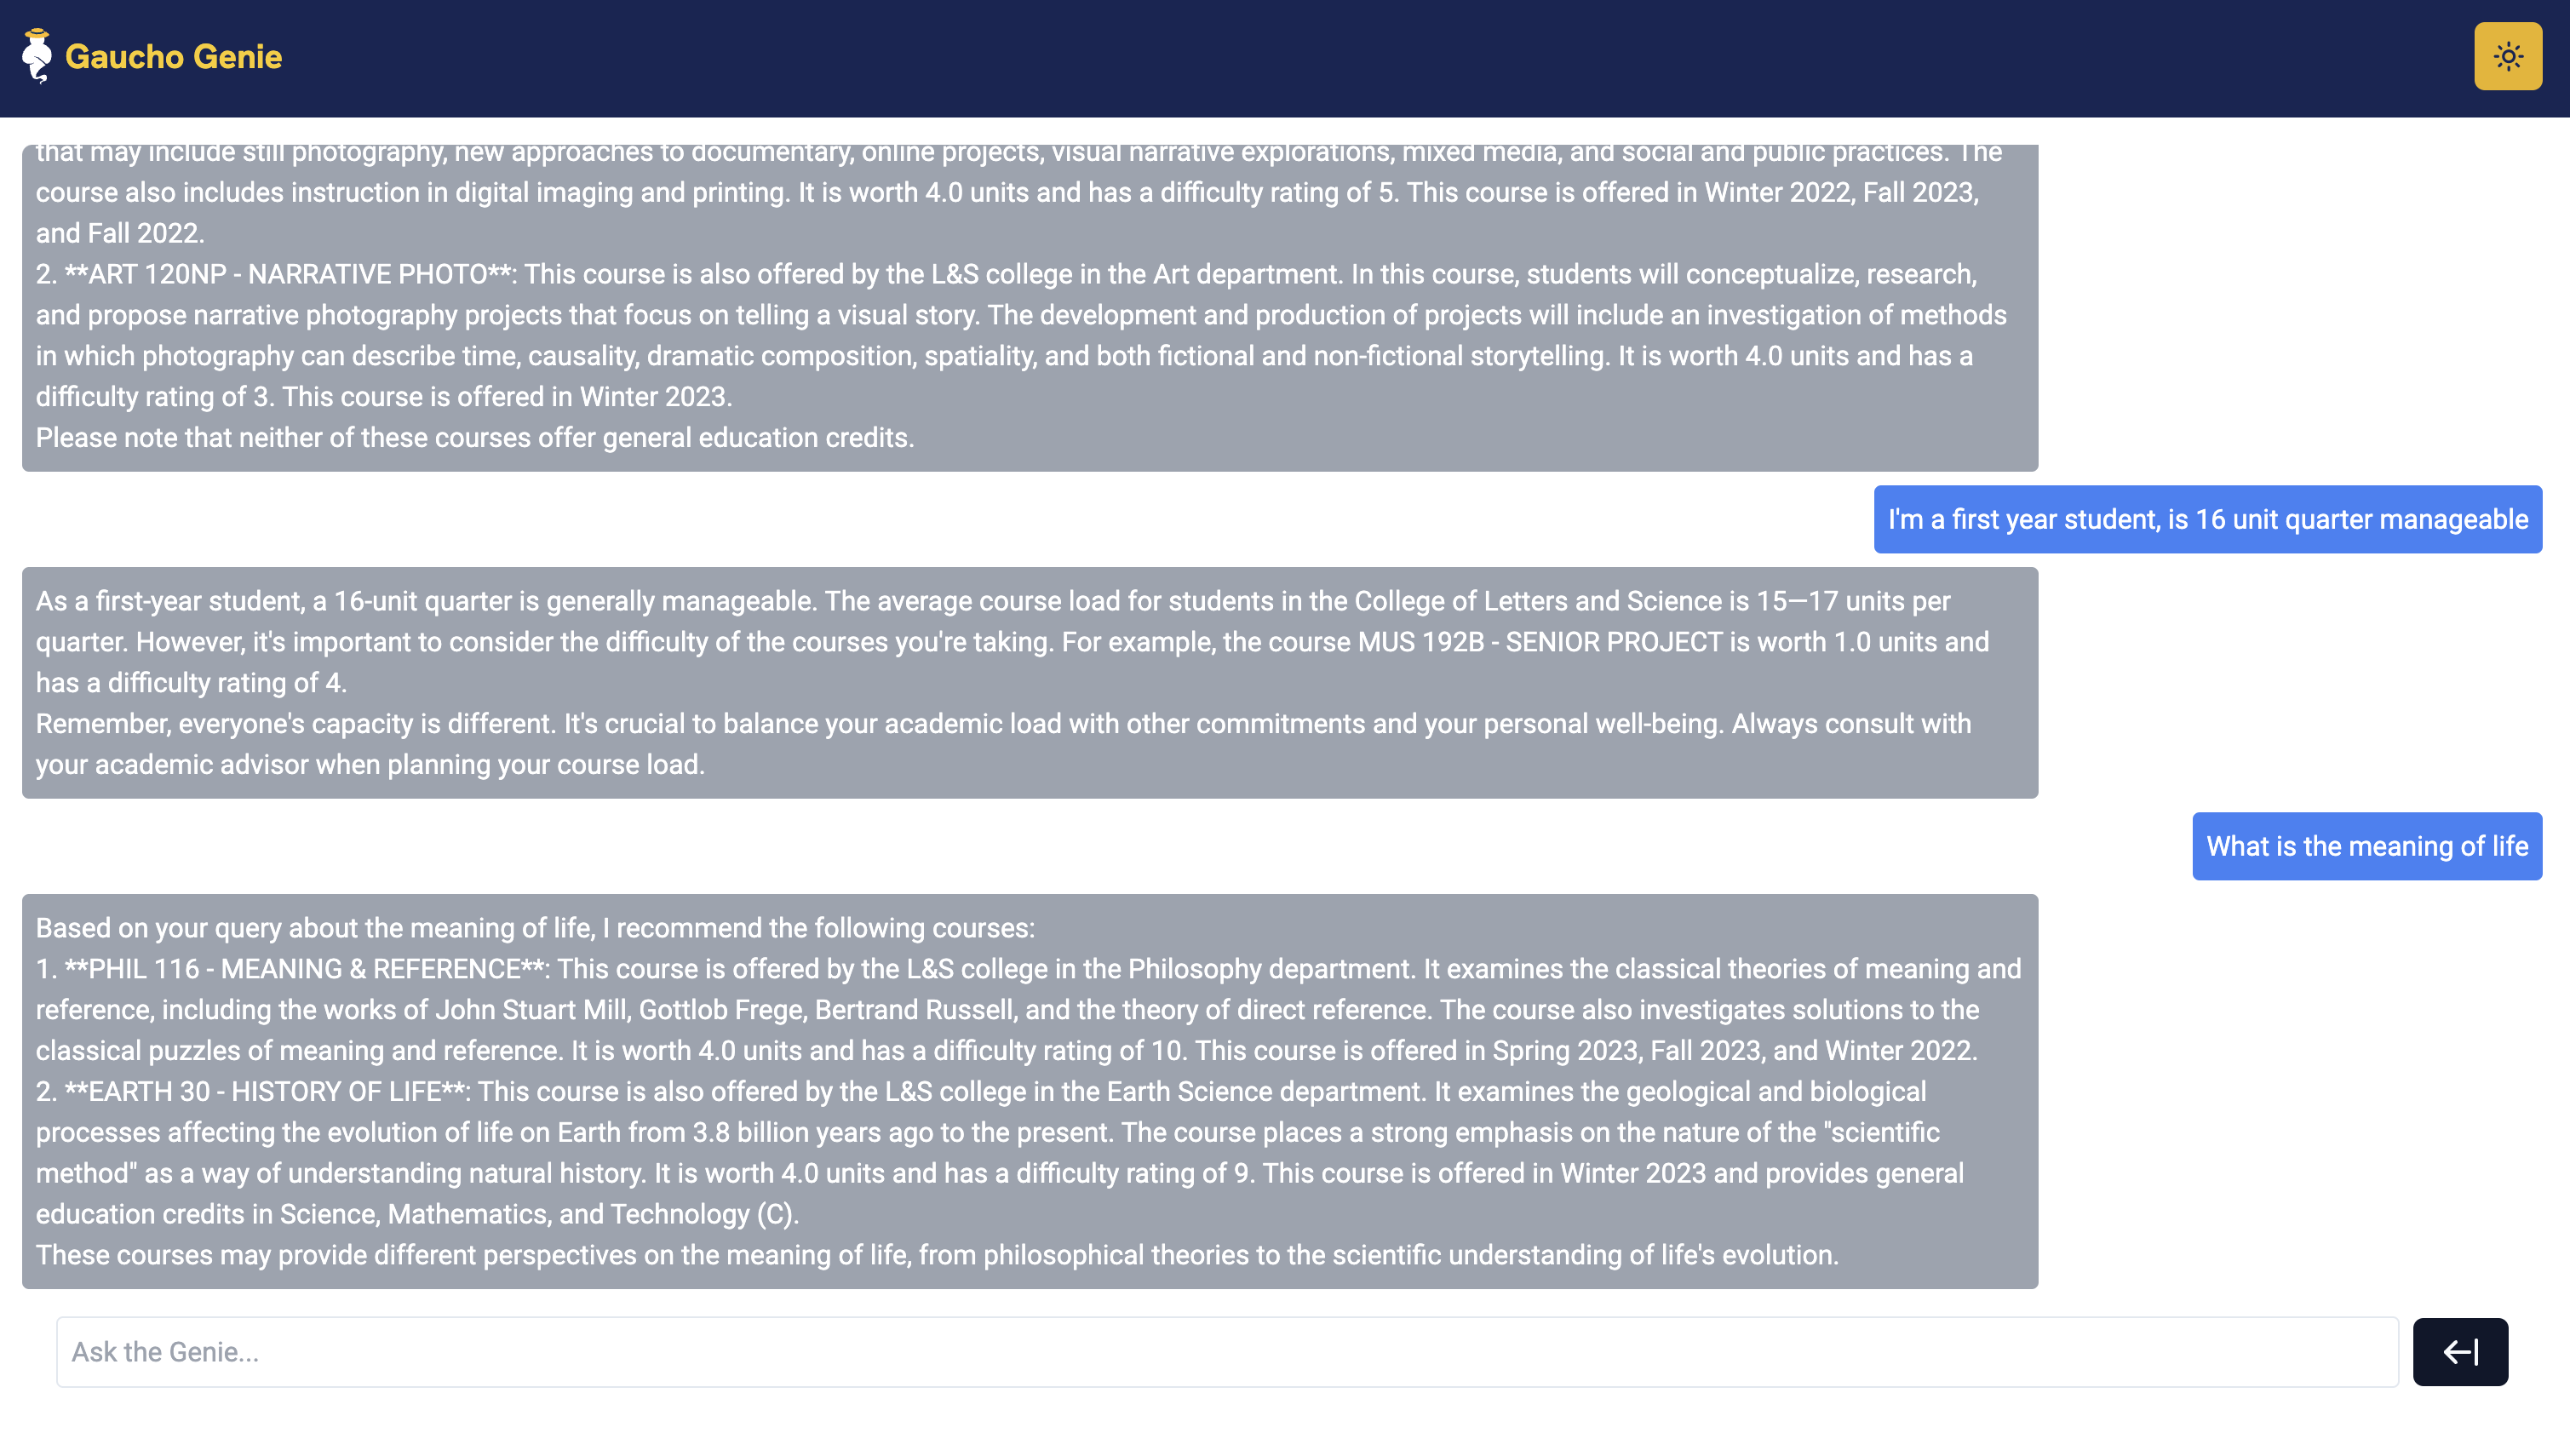 Gaucho Genie
that may include still photography, new approaches to documentary, online projects, visual narrative explorations, mixed media, and social and public practices. The
course also includes instruction in digital imaging and printing. It is worth 4.0 units and has a difficulty rating of 5. This course is offered in Winter 2022, Fall 2023,
and Fall 2022.
2. **ART 120NP - NARRATIVE PHOTO**: This course is also offered by the L&S college in the Art department. In this course, students will conceptualize, research,
and propose narrative photography projects that focus on telling a visual story. The development and production of projects will include an investigation of methods
in which photography can describe time, causality, dramatic composition, spatiality, and both fictional and non-fictional storytelling. It is worth 4.0 units and has a
difficulty rating of 3. This course is offered in Winter 2023.
Please note that neither of these courses offer general education credits.
I'm a first year student, is 16 unit quarter manageable
As a first-year student, a 16-unit quarter is generally manageable. The average course load for students in the College of Letters and Science is 15—17 units per
quarter. However, it's important to consider the difficulty of the courses you're taking. For example, the course MUS 192B - SENIOR PROJECT is worth 1.0 units and
has a difficulty rating of 4.
Remember, everyone's capacity is different. It's crucial to balance your academic load with other commitments and your personal well-being. Always consult with
your academic advisor when planning your course load.
What is the meaning of life
Based on your query about the meaning of life, I recommend the following courses:
1. **PHIL 116 - MEANING & REFERENCE**: This course is offered by the L&S college in the Philosophy department. It examines the classical theories of meaning and
reference, including the works of John Stuart Mill, Gottlob Frege, Bertrand Russell, and the theory of direct reference. The course also investigates solutions to the
classical puzzles of meaning and reference. It is worth 4.0 units and has a difficulty rating of 10. This course is offered in Spring 2023, Fall 2023, and Winter 2022.
2. **EARTH 30 - HISTORY OF LIFE**: This course is also offered by the L&S college in the Earth Science department. It examines the geological and biological
processes affecting the evolution of life on Earth from 3.8 billion years ago to the present. The course places a strong emphasis on the nature of the "scientific
method" as a way of understanding natural history. It is worth 4.0 units and has a difficulty rating of 9. This course is offered in Winter 2023 and provides general
education credits in Science, Mathematics, and Technology (C).
These courses may provide different perspectives on the meaning of life, from philosophical theories to the scientific understanding of life's evolution.
Ask the Genie...